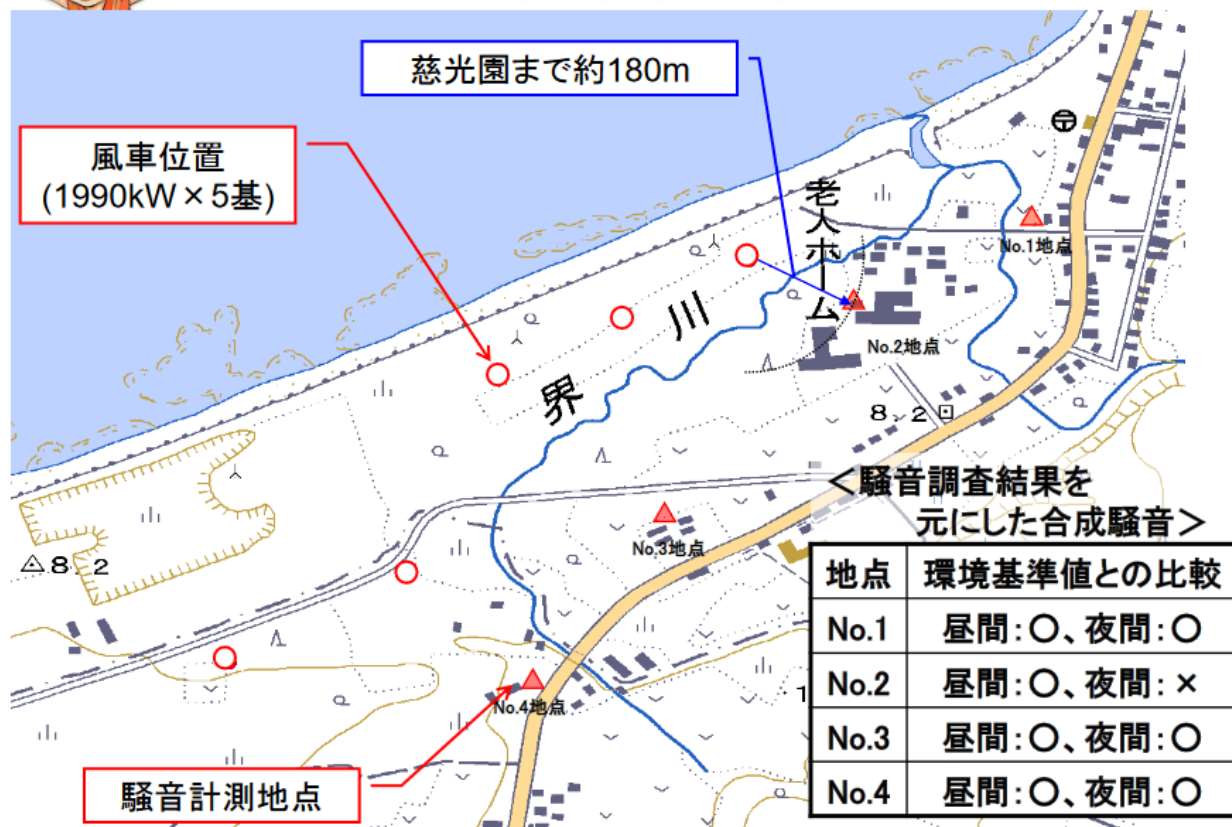 慈光園まで約180m
風車位置
(1990kW×5基)
老人ホーム
No.1地点
No.2地点
界川
8.2
<騒音調査結果を
元にした合成騒音>
No.3地点
8.2
No.4地点
騒音計測地点
地点 環境基準値との比較
No.1 昼間:○、夜間:○
No.2 昼間:○、夜間:×
No.3 昼間:○、夜間:○
No.4 昼間:○、夜間:○
1